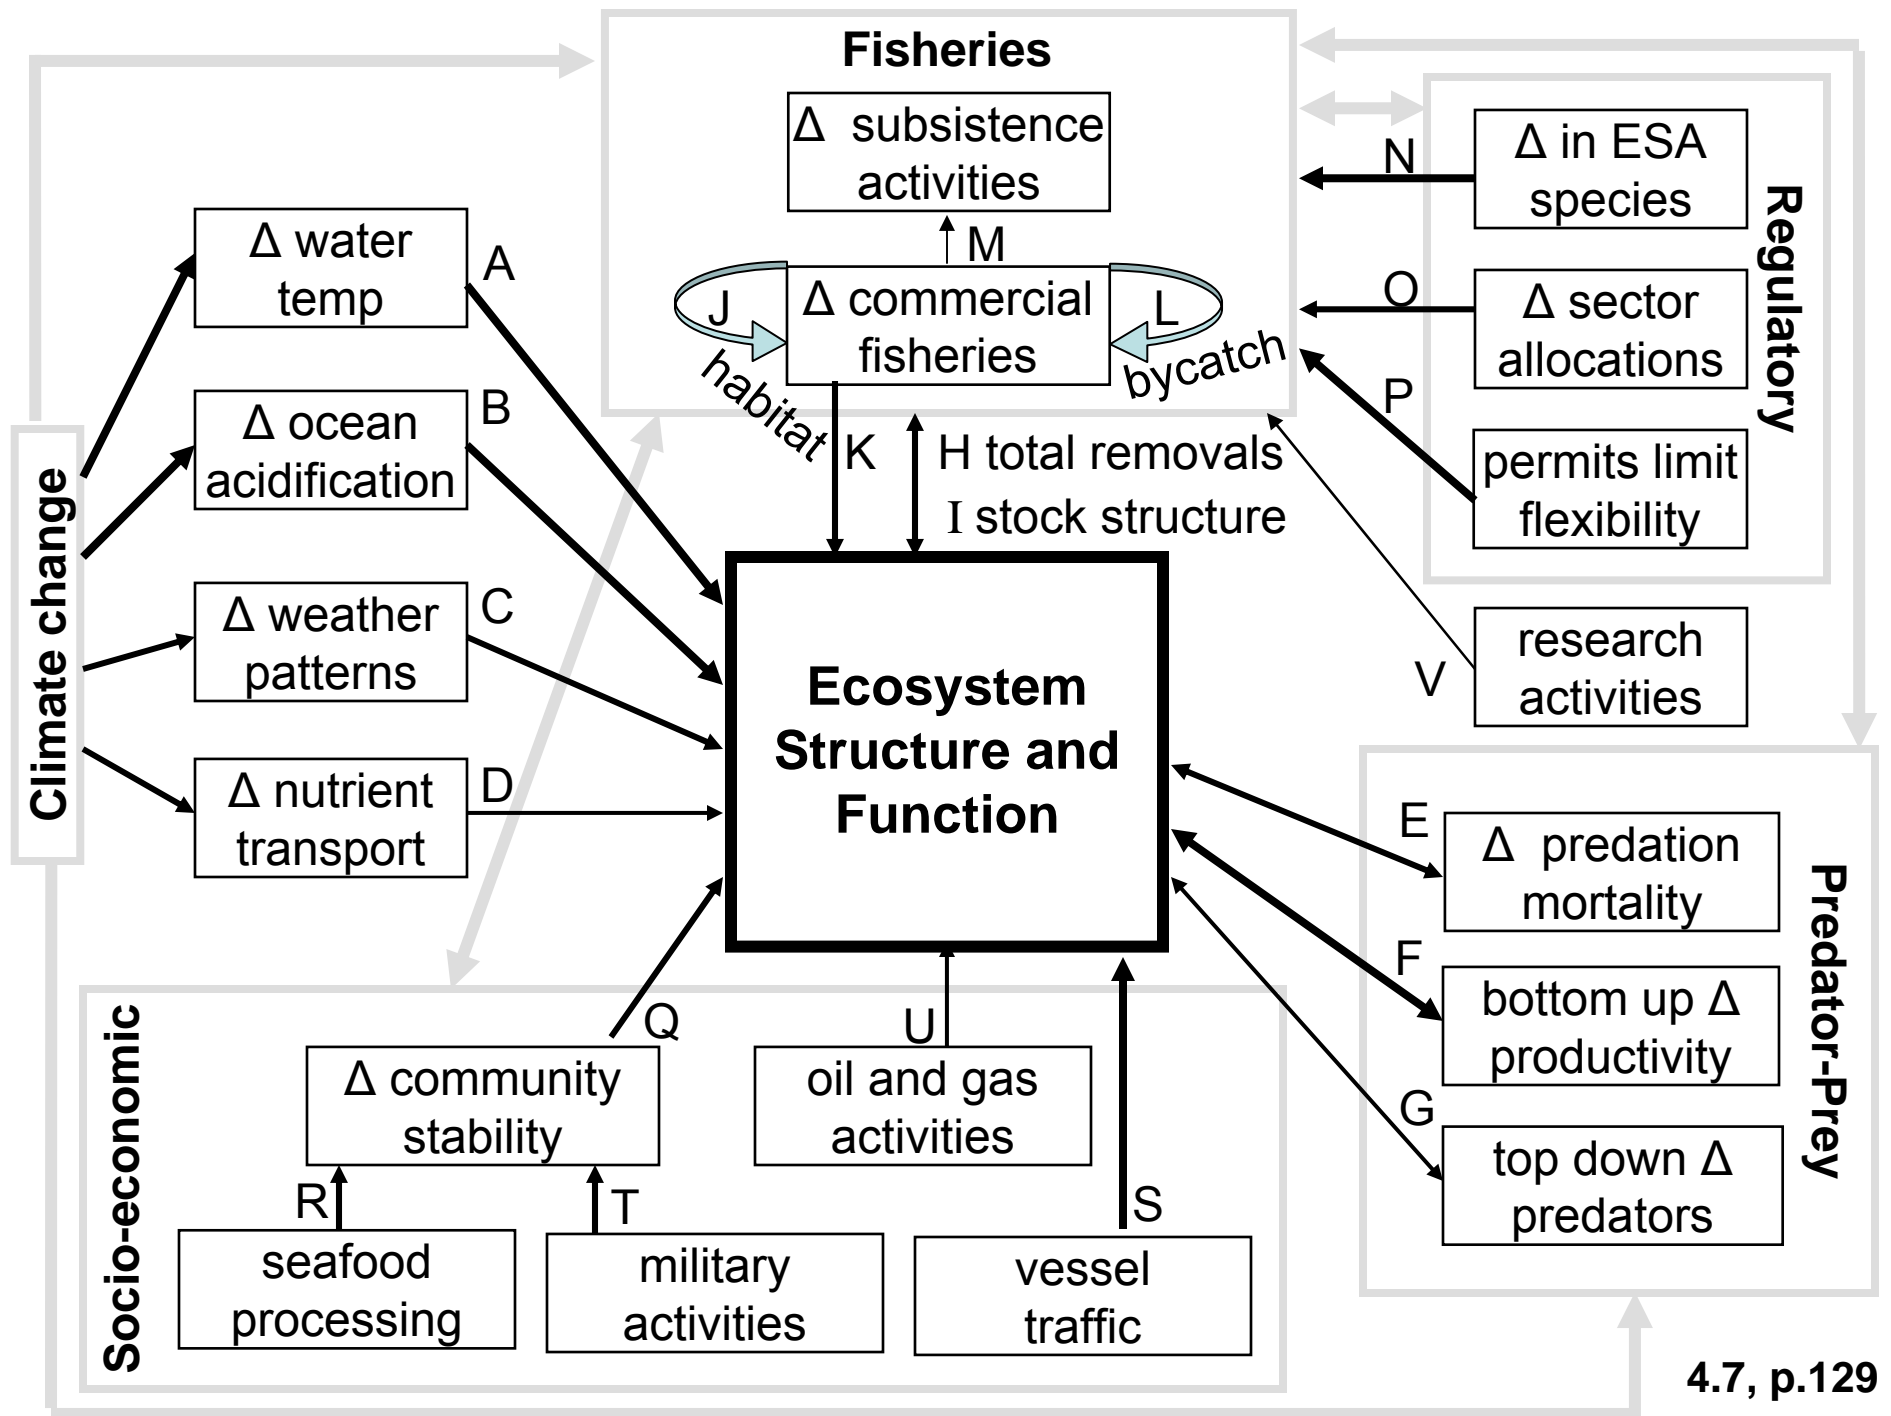 Fisheries
Δ subsistence
activities
M
Δ commercial
fisheries
J
L
habitat
bycatch
K
H total removals
I stock structure
Climate change
Δ water
temp
A
Δ ocean
acidification
B
Δ weather
patterns
C
Δ nutrient
transport
D
Ecosystem
Structure and
Function
Regulatory
N
Δ in ESA
species
O
Δ sector
allocations
P
permits limit
flexibility
V
research
activities
Predator-Prey
E
Δ predation
mortality
F
bottom up Δ
productivity
G
top down Δ
predators
Socio-economic
Q
Δ community
stability
U
oil and gas
activities
R
seafood
processing
T
military
activities
S
vessel
traffic
4.7, p.129